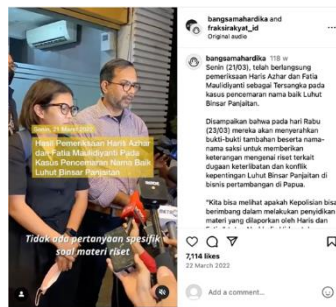 Senin, 21 Maret 2022
Hasil Pemeriksaan Haris Azhar
dan Fatia Maulidiyanti Pada
Kasus Pencemaran Nama Baik
Luhut Binsar Panjaitan
Tidak ada pertanyaan spesifik
soal materi riset
bangsamahardika and
fraksirakyat_id
Original audio
bangsamahardika 118 w
Senin (21/03), telah berlangsung
pemeriksaan Haris Azhar dan Fatia
Maulidiyanti sebagai Tersangka pada
kasus pencemaran nama baik Luhut
Binsar Panjaitan.
Disampaikan bahwa pada hari Rabu
(23/03) mereka akan menyerahkan
bukti-bukti tambahan beserta nama-
nama saksi untuk memberikan
keterangan mengenai riset terkait
dugaan keterlibatan dan konflik
kepentingan Luhut Binsar Panjaitan di
bisnis pertambangan di Papua.
"Kita bisa melihat apakah Kepolisian bisa
berimbang dalam melakukan penyidikan
materi yang dilaporkan oleh Haris dan
7,114 likes
22 March 2022
Add a comment...